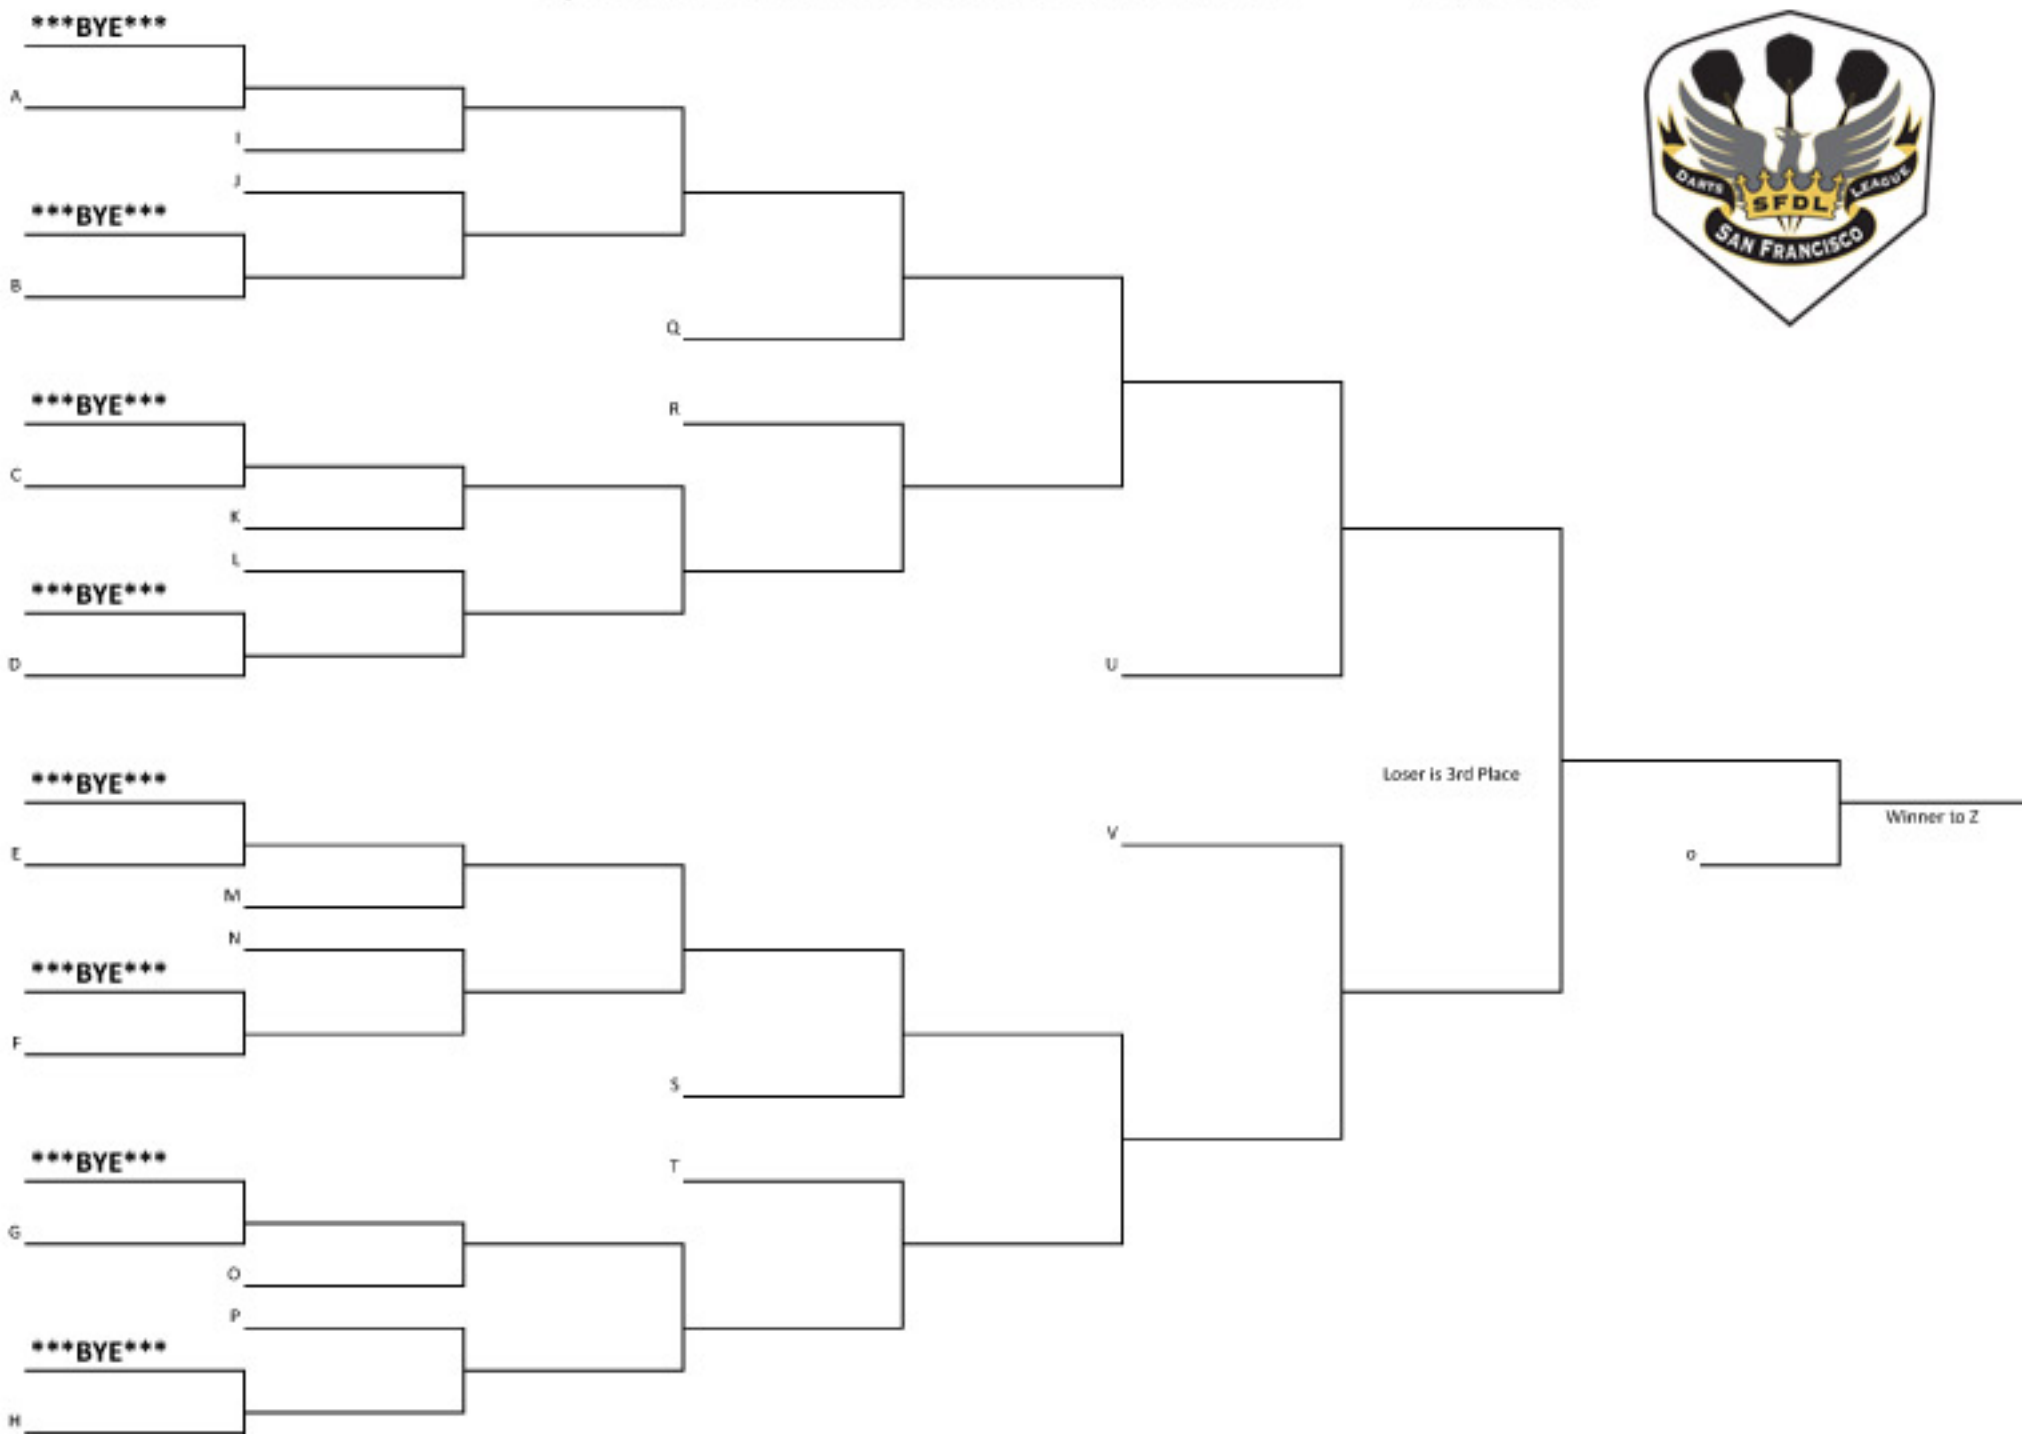 ***BYE***
A
I
J
***BYE***
B
Q
***BYE***
R
C
K
L
***BYE***
D
U
***BYE***
Loser is 3rd Place
V
Winner to Z
E
o
M
N
***BYE***
F
S
***BYE***
T
G
O
P
***BYE***
H
DARTS
LEAGUE
SFDL
SAN FRANCISCO